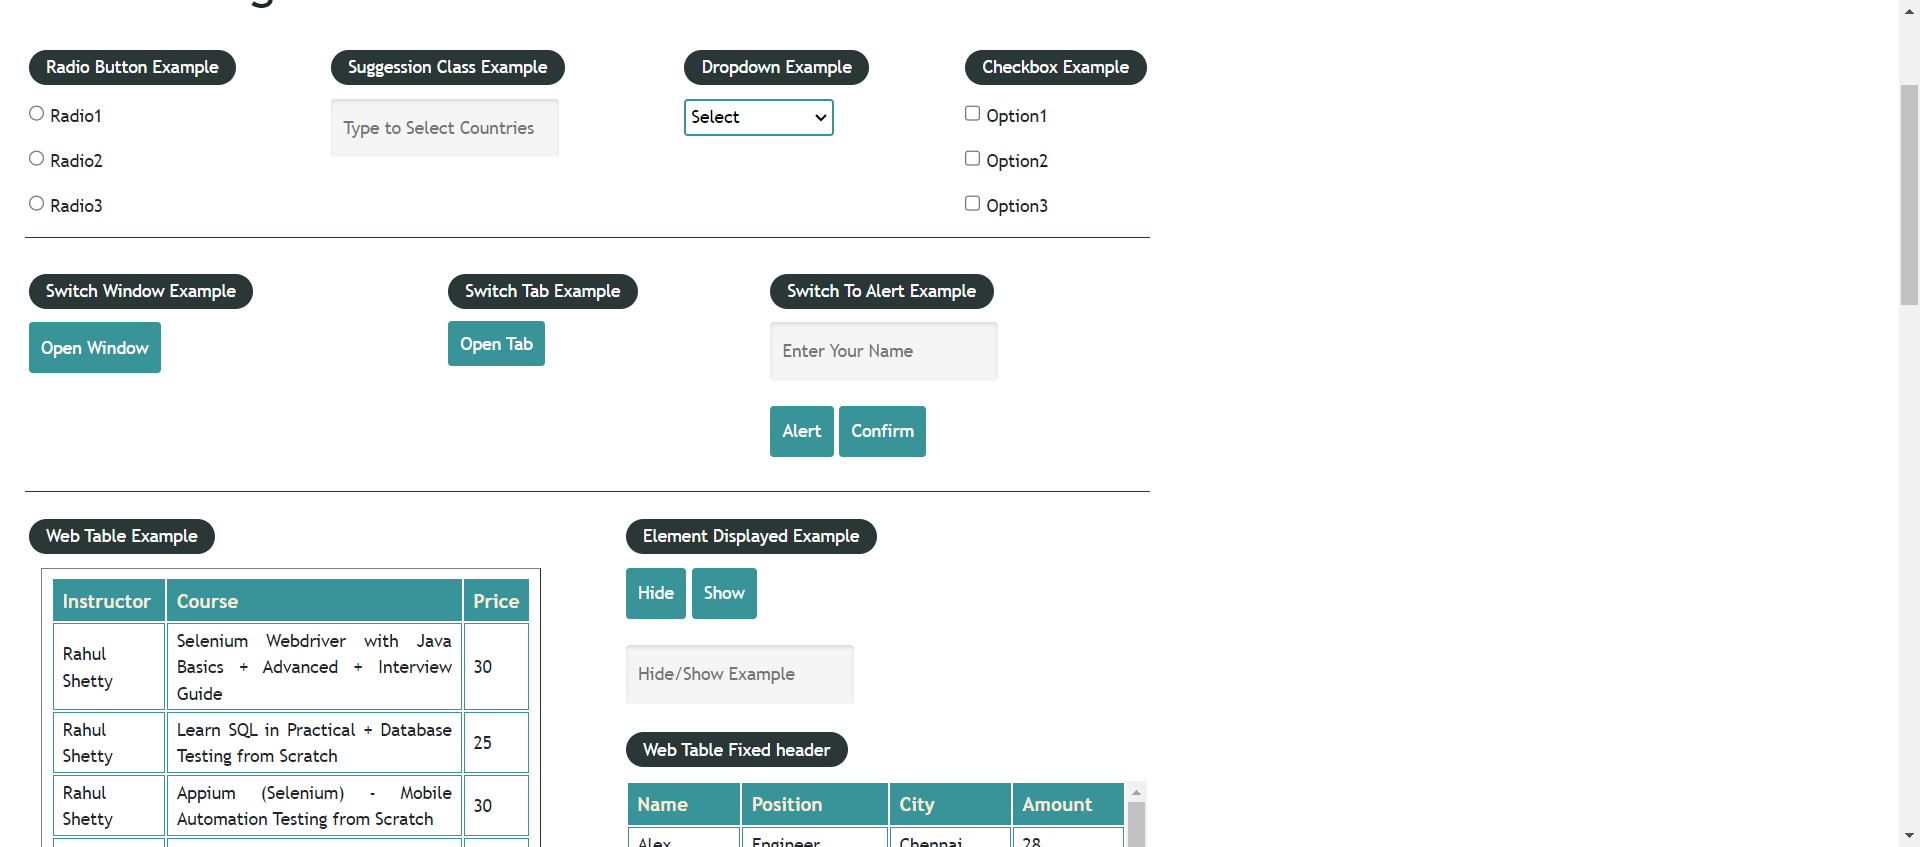 Radio Button Example
Radio1
Radio2
Radio3
Suggession Class Example
Type to Select Countries
Dropdown Example
Select
Checkbox Example
Option1
Option2
Option3
Switch Window Example
Open Window
Switch Tab Example
Open Tab
Switch To Alert Example
Enter Your Name
Alert Confirm
Web Table Example
Instructor Course Price
Rahul Shetty
Selenium Webdriver with Java
Basics + Advanced + Interview
Guide
30
Rahul Shetty
Learn SQL in Practical + Database
Testing from Scratch
25
Rahul Shetty
Appium (Selenium) - Mobile
Automation Testing from Scratch
30
Element Displayed Example
Hide Show
Hide/Show Example
Web Table Fixed header
Name Position City Amount
Alex Engineer Chennai 28